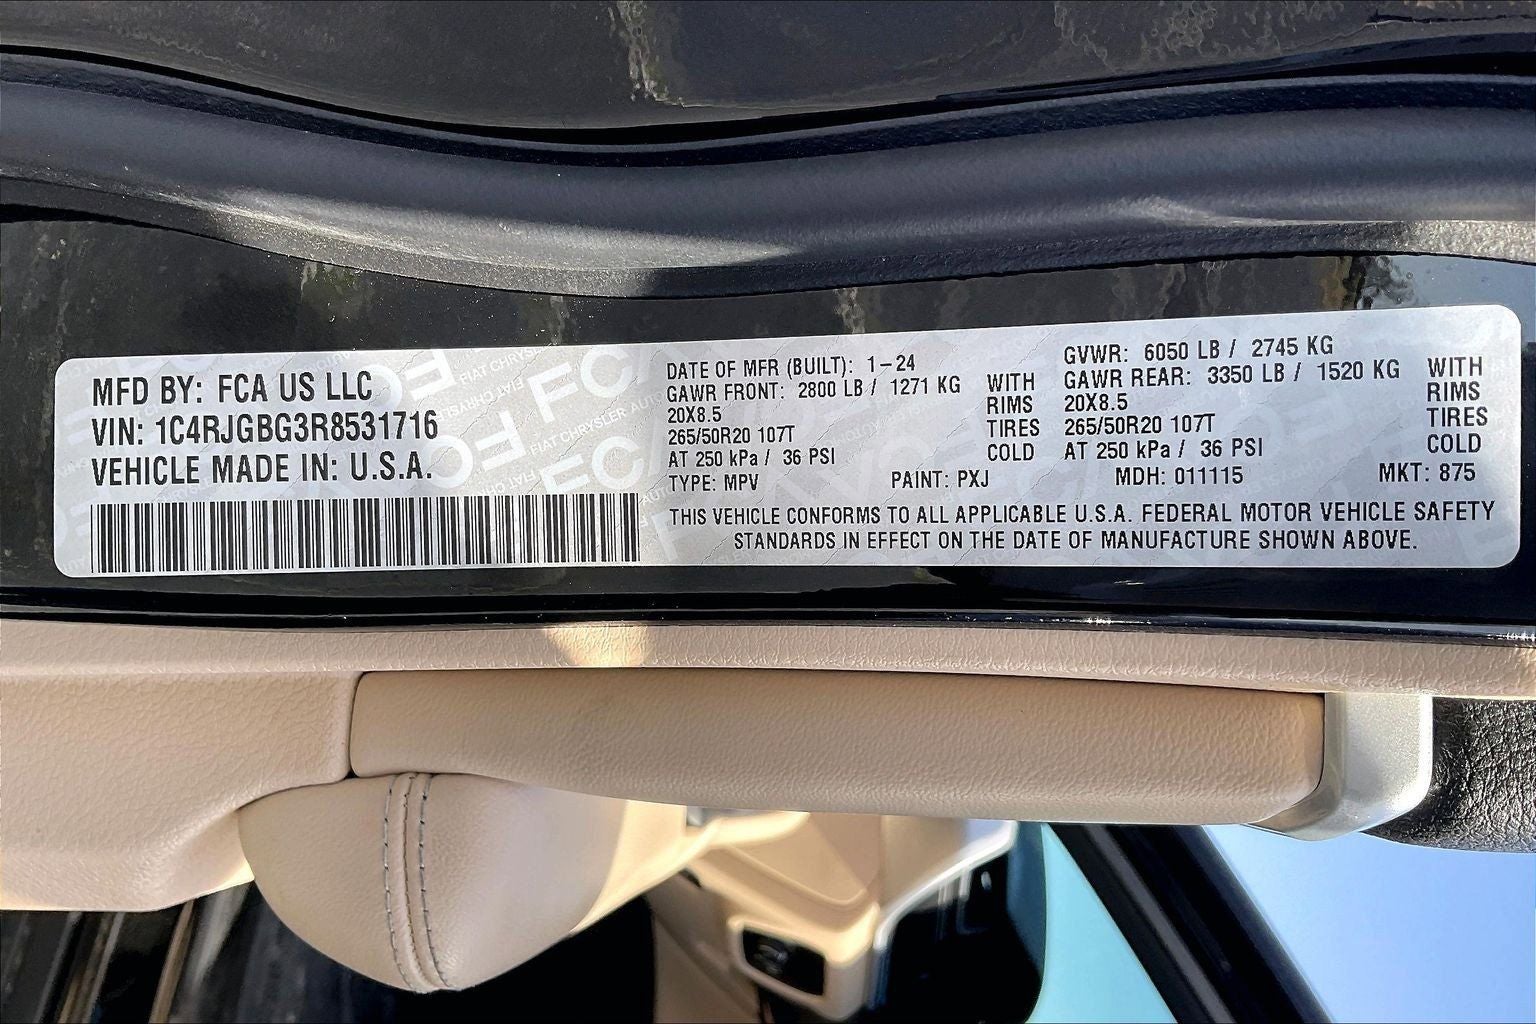 MFD BY: FCA US LLC
VIN: 1C4RJGBG3R8531716
VEHICLE MADE IN: U.S.A.
DATE OF MFR (BUILT): 1-24
GAWR FRONT: 2800 LB / 1271 KG
20X8.5
265/50R20 107T
AT 250 kPa / 36 PSI
WITH
RIMS
TIRES
COLD
GVWR: 6050 LB / 2745 KG
GAWR REAR: 3350 LB / 1520 KG
20X8.5
265/50R20 107T
AT 250 kPa / 36 PSI
WITH
RIMS
TIRES
COLD
TYPE: MPV PAINT: PXJ MDH: 011115 MKT: 875
THIS VEHICLE CONFORMS TO ALL APPLICABLE U.S.A. FEDERAL MOTOR VEHICLE SAFETY
STANDARDS IN EFFECT ON THE DATE OF MANUFACTURE SHOWN ABOVE.